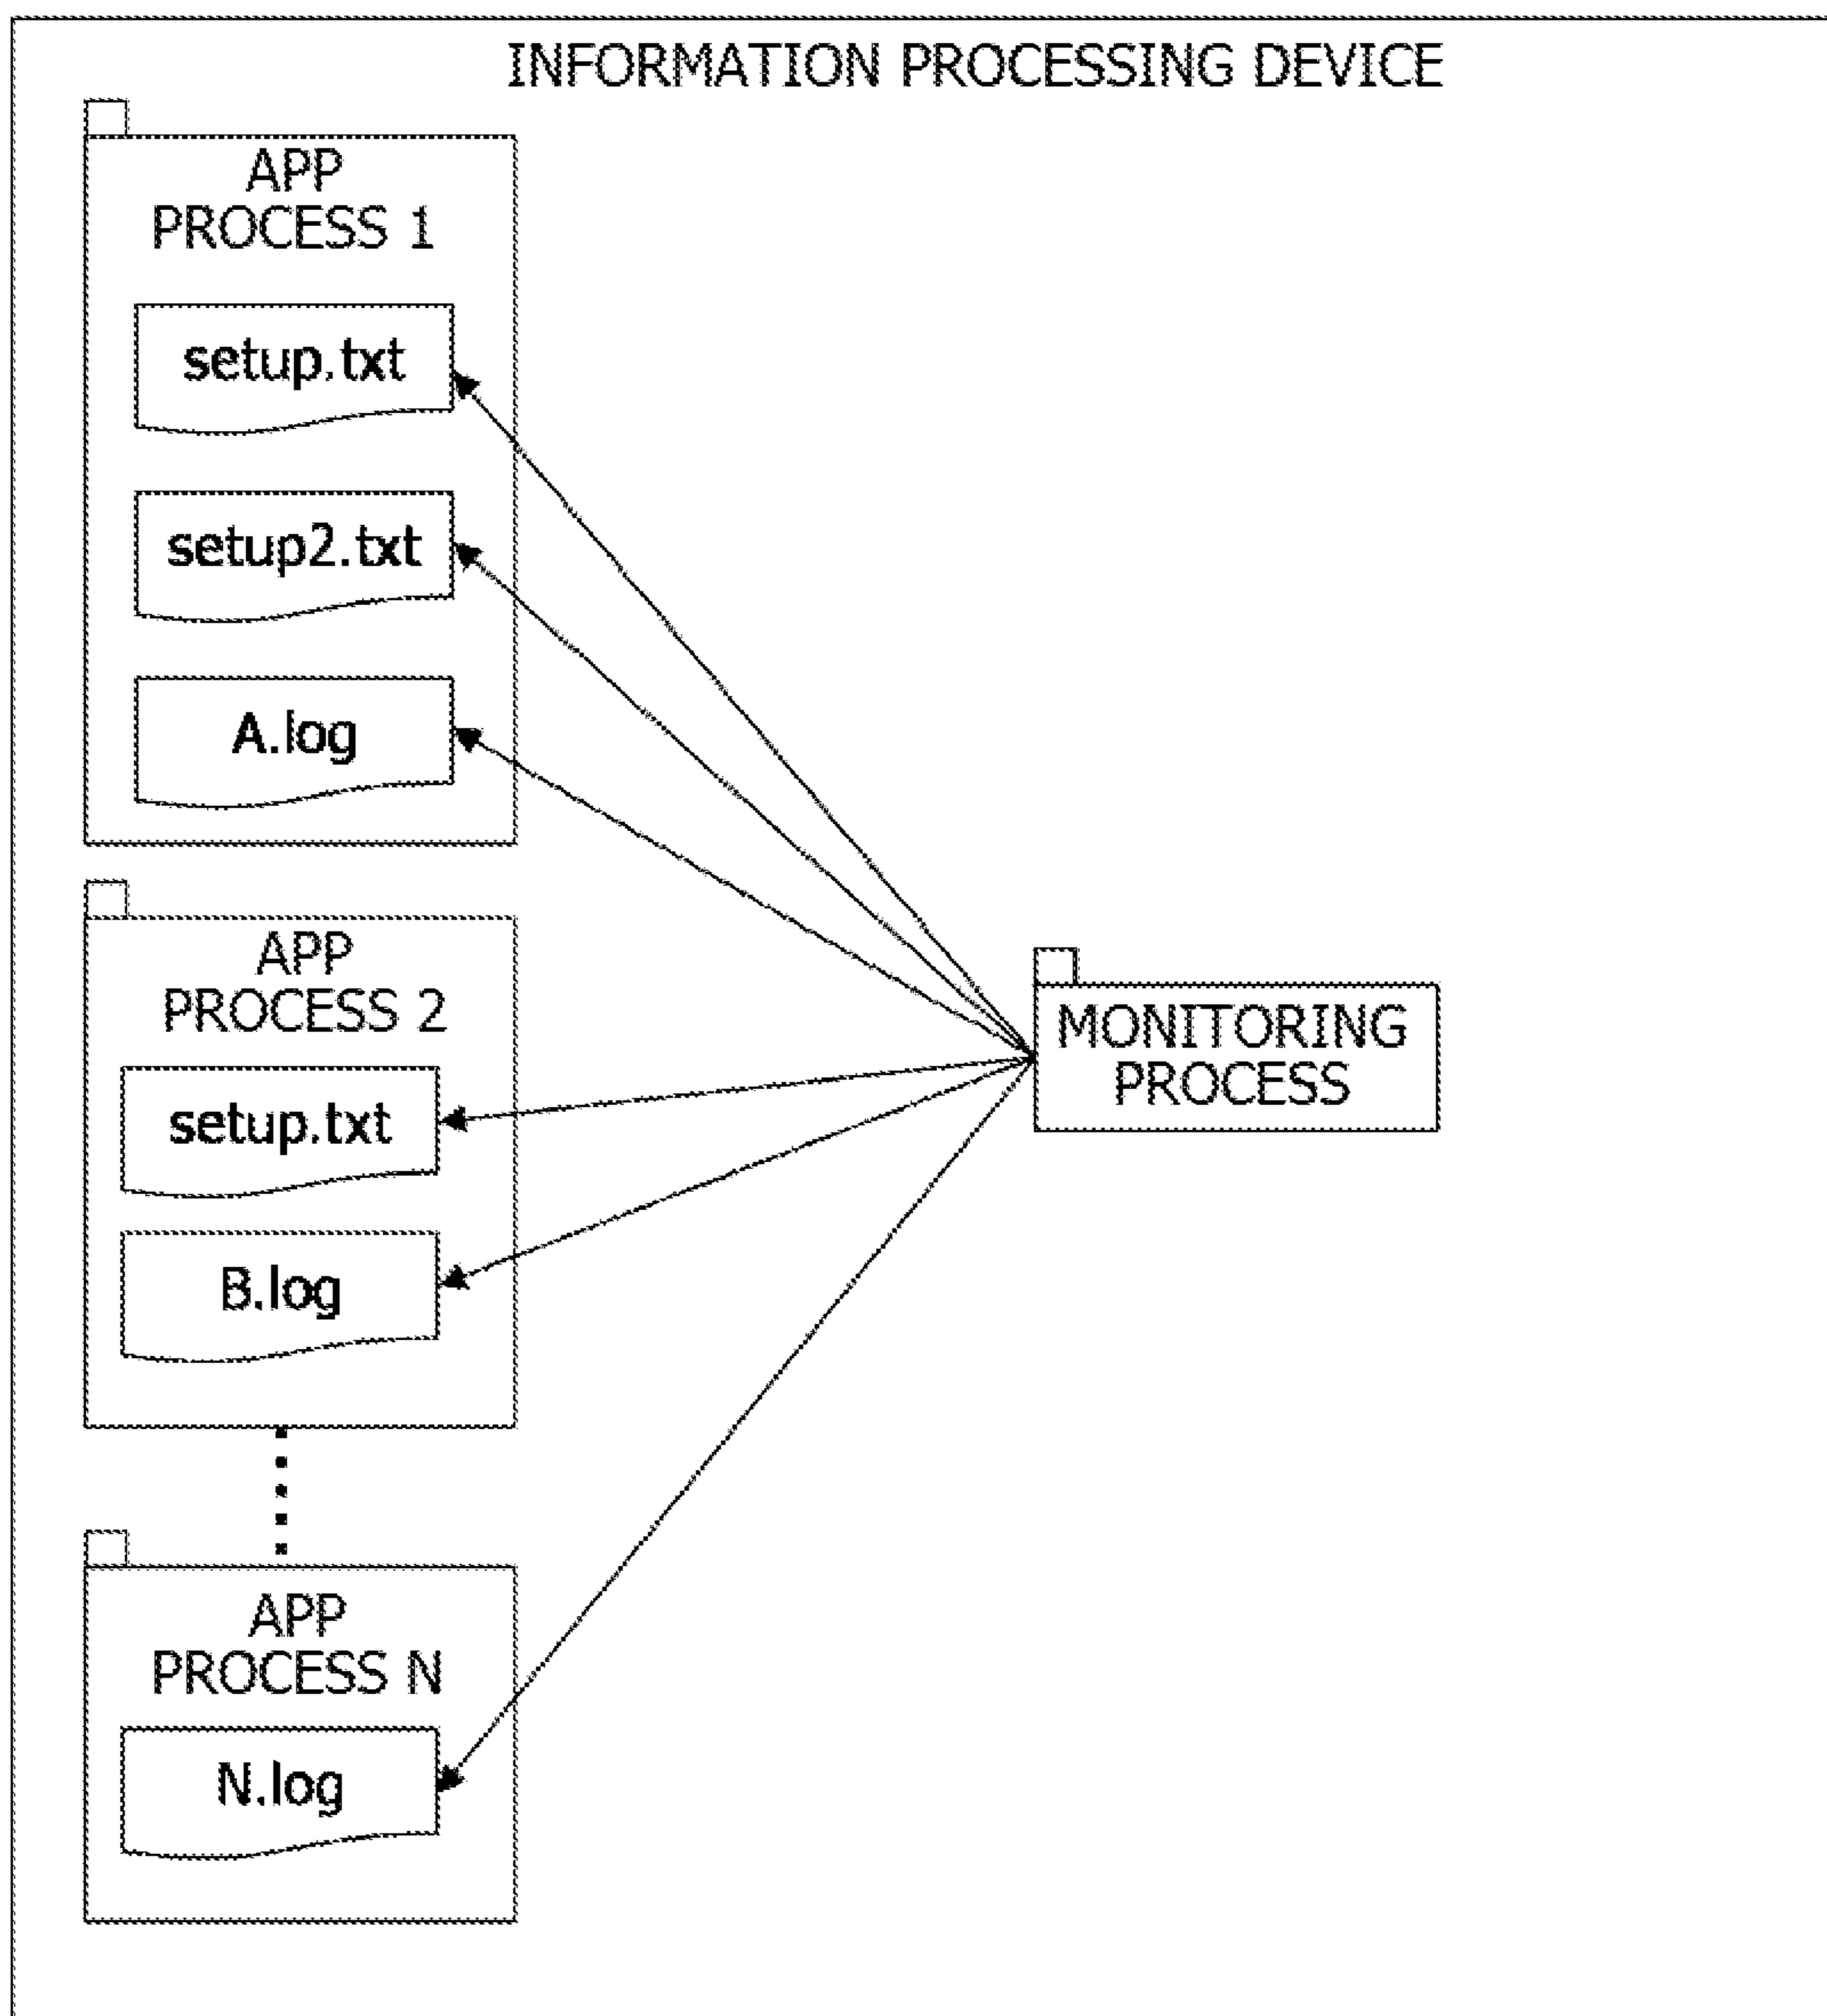 INFORMATION PROCESSING DEVICE
APP
PROCESS 1
setup.txt
setup2.txt
A.log
APP
PROCESS 2
setup.txt
B.log
MONITORING
PROCESS
APP
PROCESS N
N.log